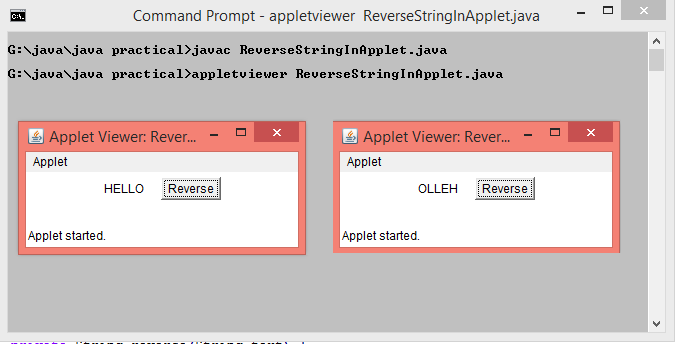 Command Prompt - appletviewer ReverseStringInApplet.java
G:\java\java practical>javac ReverseStringInApplet.java
G:\java\java practical>appletviewer ReverseStringInApplet.java
Applet Viewer: Rever...
Applet
HELLO Reverse
Applet started.
Applet Viewer: Rever...
Applet
OLLEH Reverse
Applet started.